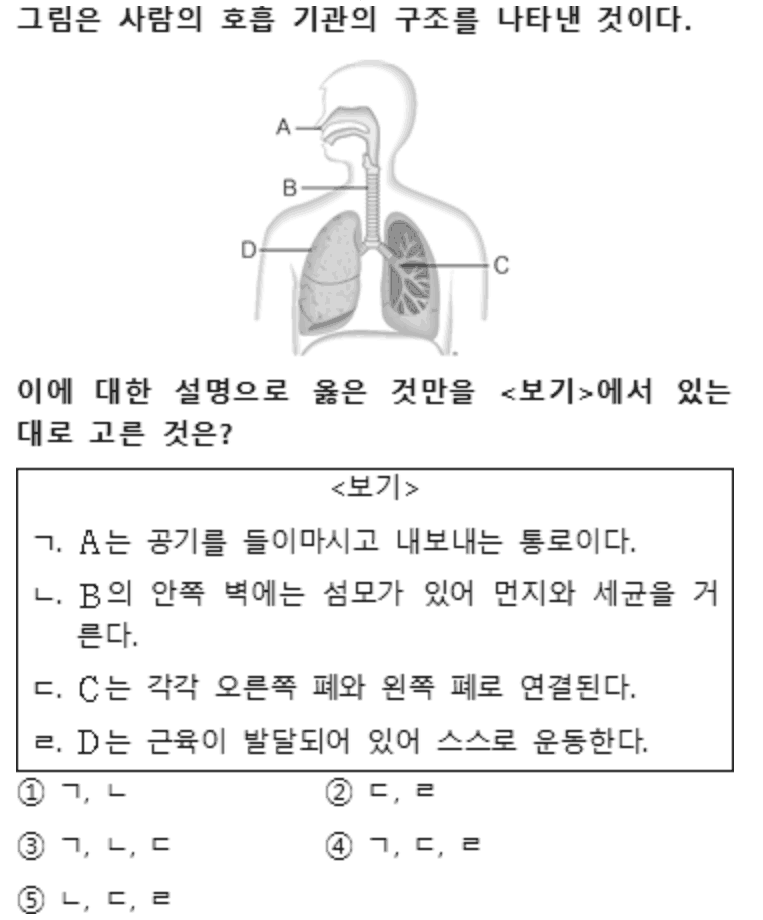 그림은 사람의 호흡 기관의 구조를 나타낸 것이다.
A
B
D
C
이에 대한 설명으로 옳은 것만을 <보기>에서 있는
대로 고른 것은?
<보기>
ㄱ. A는 공기를 들이마시고 내보내는 통로이다.
ㄴ. B의 안쪽 벽에는 섬모가 있어 먼지와 세균을 거
른다.
ㄷ. C는 각각 오른쪽 폐와 왼쪽 폐로 연결된다.
ㄹ. D는 근육이 발달되어 있어 스스로 운동한다.
① ㄱ, ㄴ ② ㄷ, ㄹ
③ ㄱ, ㄴ, ㄷ ④ ㄱ, ㄷ, ㄹ
⑤ ㄴ, ㄷ, ㄹ